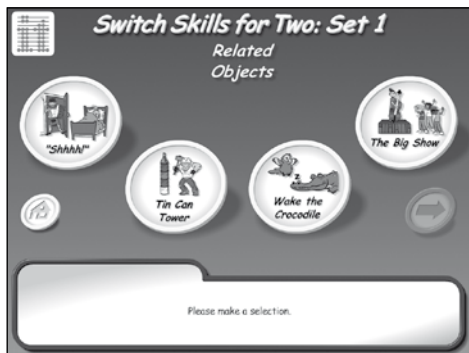 Switch Skills for Two: Set 1
Related
Objects
"Shhhh!"
The Big Show
Tin Can
Tower
Wake the
Crocodile
z
Please make a selection.